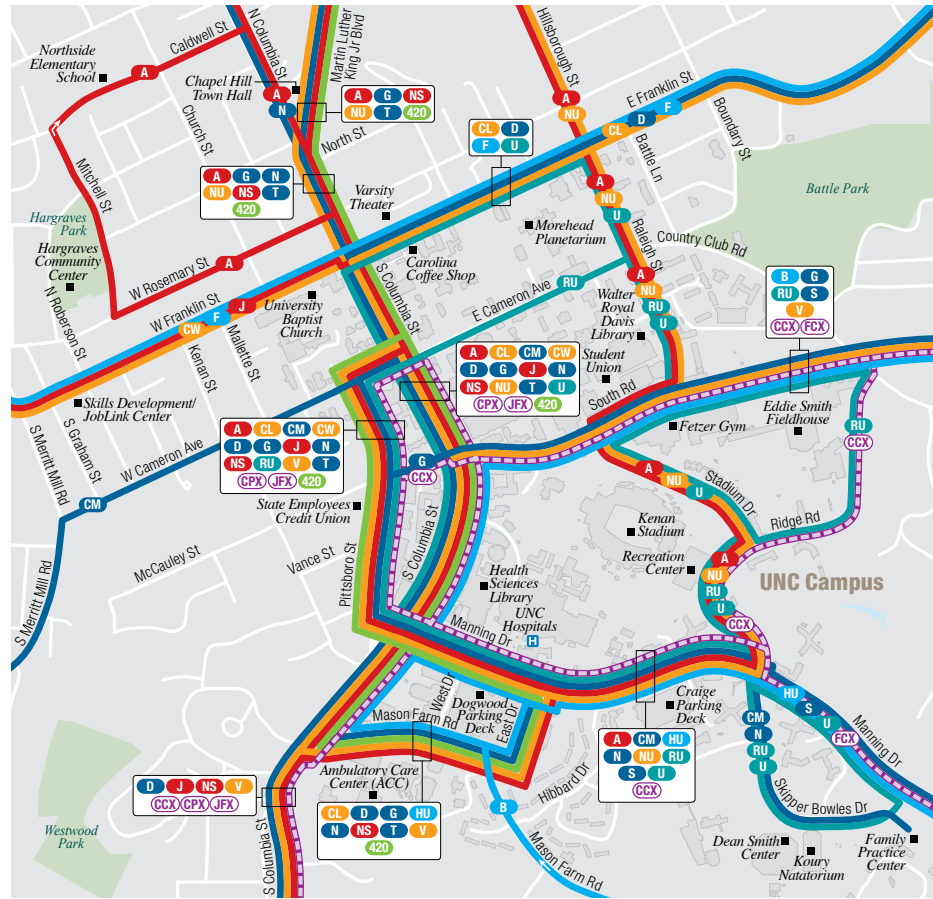 Northside
Elementary
School
Caldwell St
A
N Columbia St
Martin Luther
King Jr Blvd
Chapel Hill
Town Hall
A
N
A G NS
NU T 420
North St
Church St
Mitchell St
A G N
NU NS T
420
Varsity
Theater
Hargraves
Park
Hargraves
Community
Center
W Rosemary St
A
Hillsborough St
A
NU
E Franklin St
CL D F
CL D
F U
Battle Ln
Boundary St
Battle Park
A
NU
U
Raleigh St
Morehead
Planetarium
Country Club Rd
Carolina
Coffee Shop
S Columbia St
E Cameron Ave
RU
A
NU
RU
U
Walter
Royal
Davis
Library
Student
Union
South Rd
B G
RU S
V
CCX FCX
W Franklin St
CW F J
University
Baptist
Church
N Roberson St
Kenan St
Mallette St
Skills Development/
JobLink Center
S Merritt Mill Rd
S Graham St
W Cameron Ave
CM
A CL CM CW
D G J N
NS NU T U
CPX JFX 420
A CL CM CW
D G J N
NS RU V T
CPX JFX 420
G
CCX
Fetzer Gym
Eddie Smith
Fieldhouse
RU
CCX
State Employees
Credit Union
A
NU
U
Stadium Dr
Kenan
Stadium
Ridge Rd
McCauley St
Vance St
Pittsboro St
S Columbia St
Recreation
Center
A
NU
RU
U
CCX
UNC Campus
Health
Sciences
Library
UNC
Hospitals
H
Manning Dr
S Merritt Mill Rd
West Dr
Dogwood
Parking
Deck
East Dr
Mason Farm Rd
Craige
Parking
Deck
HU
S
U
FCX
Manning Dr
CM
N
RU
U
A CM HU
N NU RU
S U
CCX
Hibbard Dr
Ambulatory Care
Center (ACC)
D J NS V
CCX CPX JFX
CL D G HU
N NS T V
420
B
Skipper Bowles Dr
Westwood
Park
S Columbia St
Mason Farm Rd
Dean Smith
Center
Koury
Natatorium
Family
Practice
Center